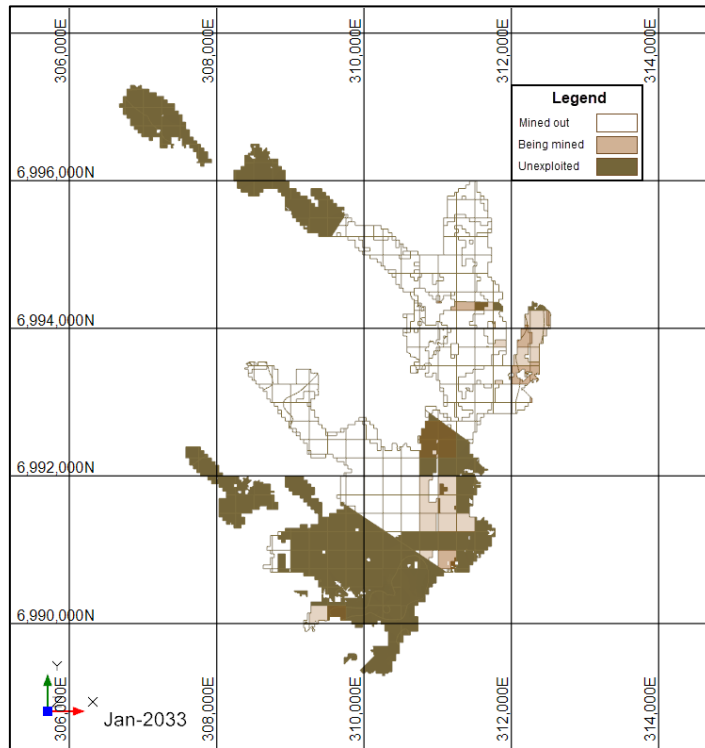 306,000E
308,000E
310,000E
312,000E
314,000E
Legend
Mined out
Being mined
Unexploited
6,996,000N
6,994,000N
6,992,000N
6,990,000N
Y
X
Jan-2033
306,000E
308,000E
310,000E
312,000E
314,000E